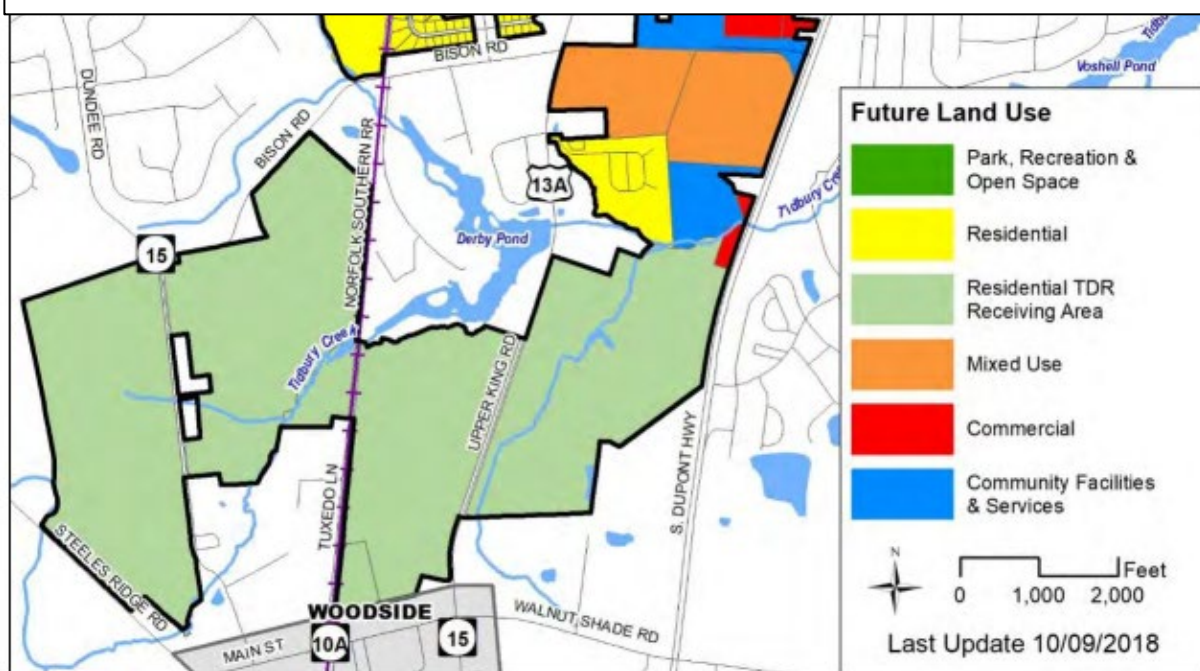 BISON RD
DUNDEE RD
BISON RD
NORFOLK SOUTHERN RR
13A
Derby Pond
Voshell Pond
15
Tidbury Creek
UPPER KING RD
S. DUPONT HWY
TUXEDO LN
STEELES RIDGE RD
WOODSIDE
MAIN ST
10A
15
WALNUT SHADE RD
Future Land Use
Park, Recreation &
Open Space
Residential
Residential TDR
Receiving Area
Mixed Use
Commercial
Community Facilities
& Services
N
Feet
0 1,000 2,000
Last Update 10/09/2018